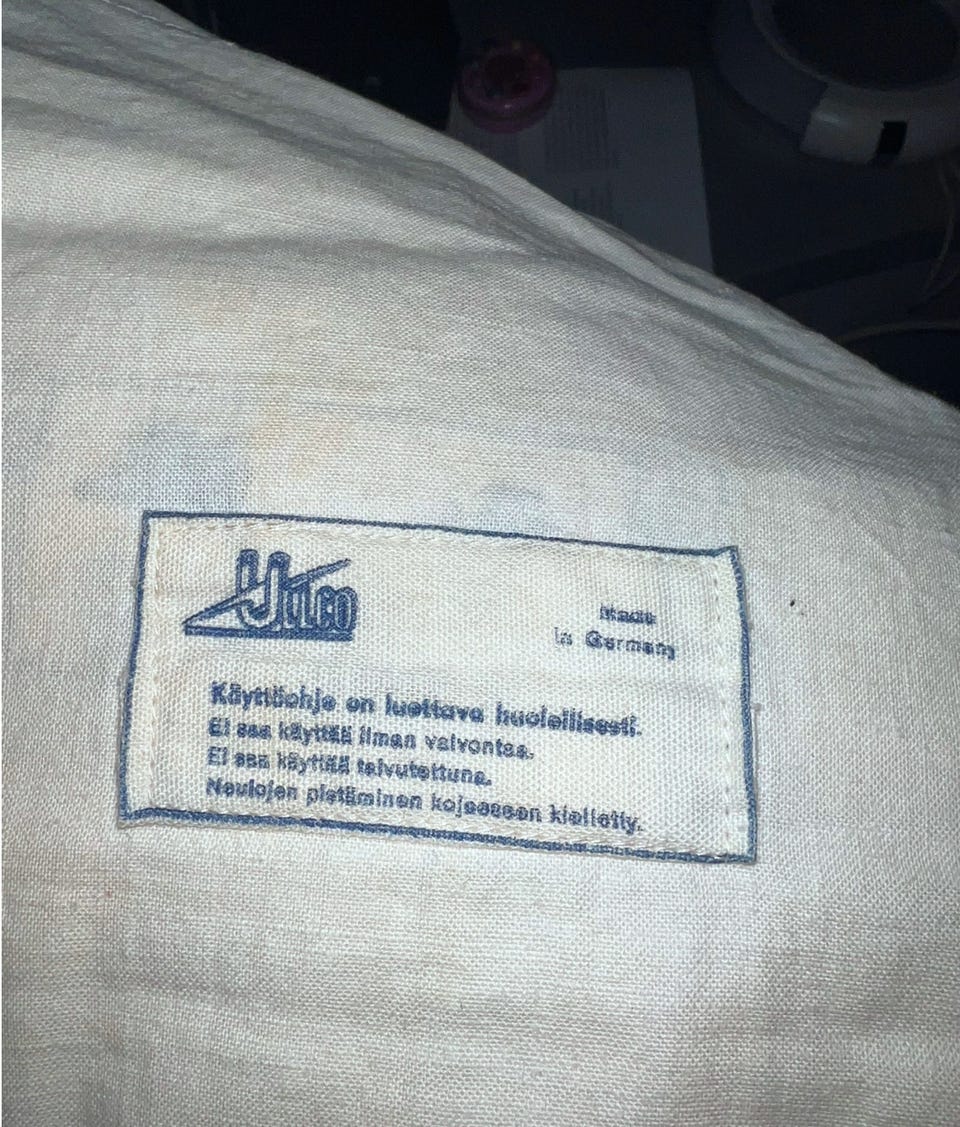 Made
in Germany
Käyttöohje on luettava huolellisesti.
Ei saa käyttää ilman valvontaa.
Ei saa käyttää taivutettuna.
Neulojen pistäminen kojeeseen kielletty.